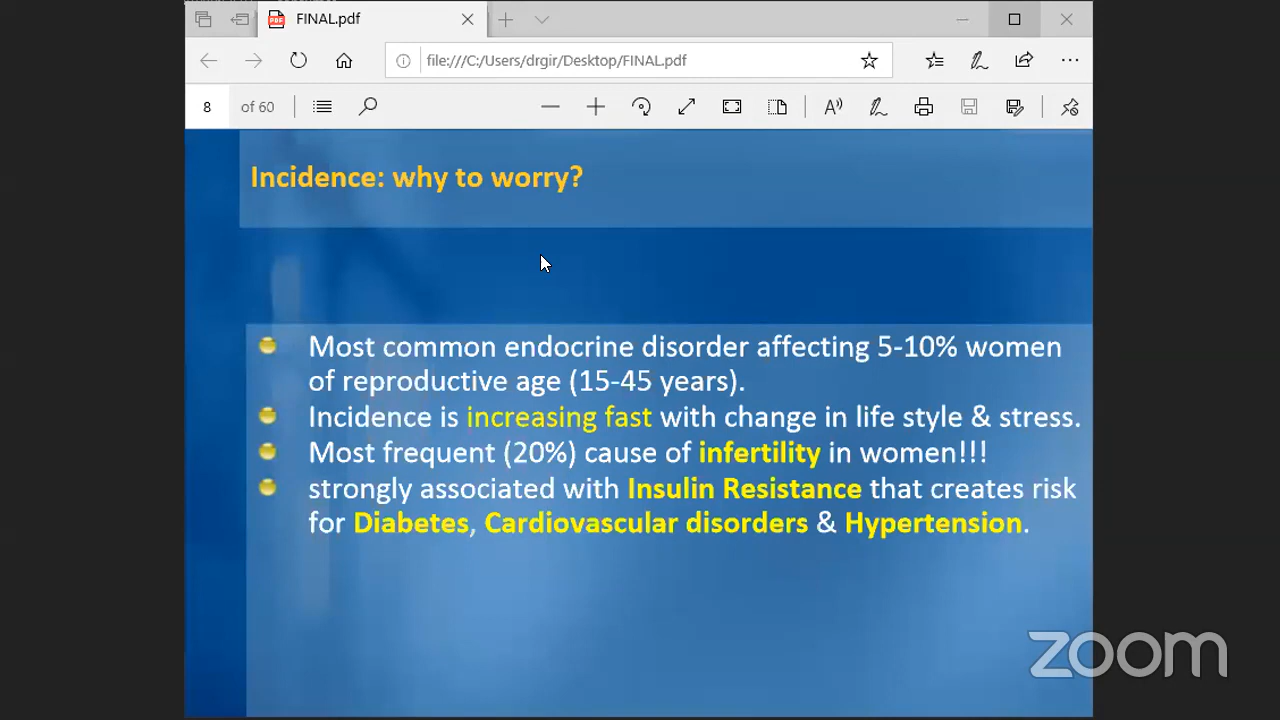 FINAL.pdf
file:///C:/Users/drgir/Desktop/FINAL.pdf
8 of 60
Incidence: why to worry?
Most common endocrine disorder affecting 5-10% women
of reproductive age (15-45 years).
Incidence is increasing fast with change in life style & stress.
Most frequent (20%) cause of infertility in women!!!
strongly associated with Insulin Resistance that creates risk
for Diabetes, Cardiovascular disorders & Hypertension.
zoom